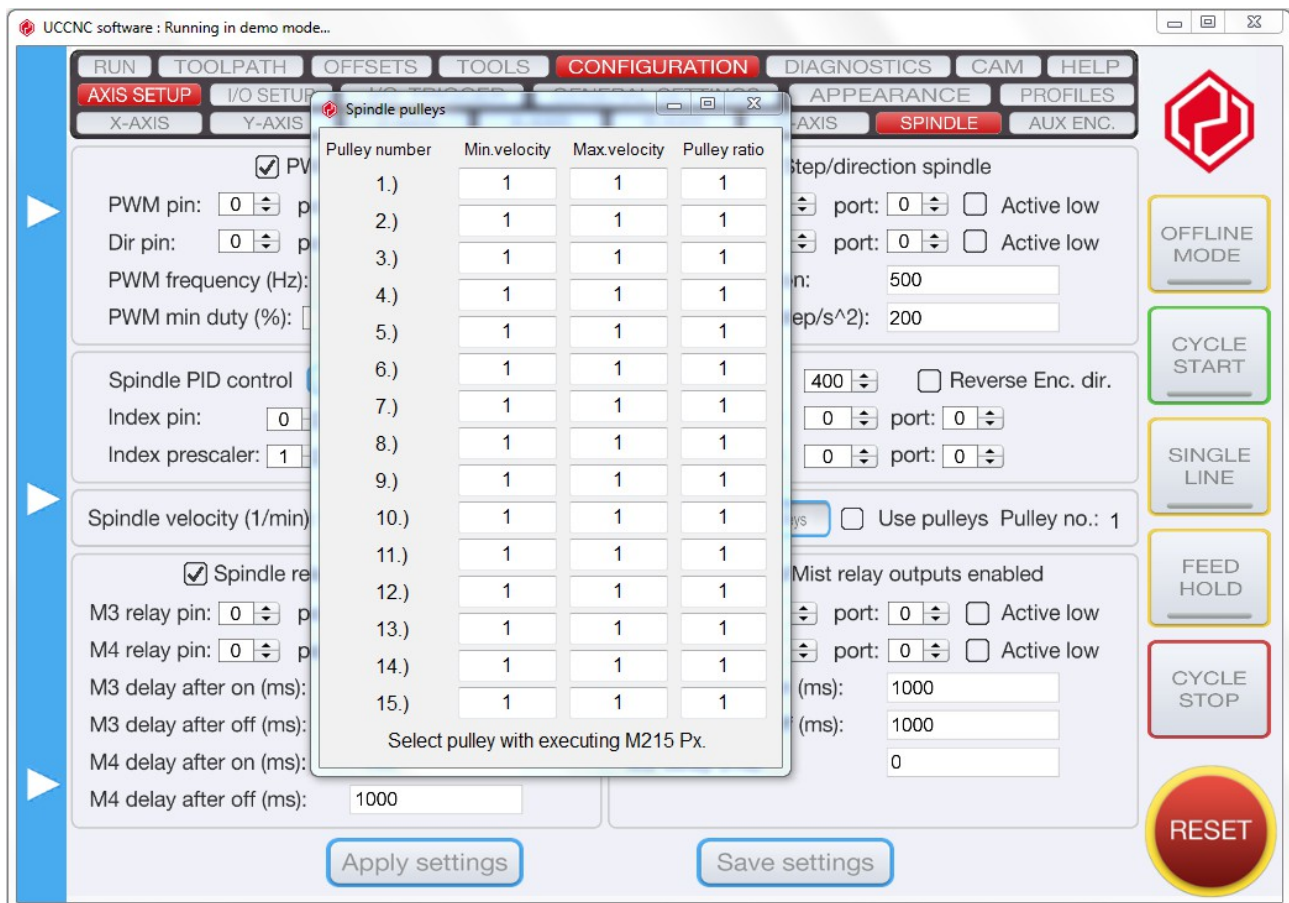 UCCNC software : Running in demo mode...
RUN TOOLPATH OFFSETS TOOLS CONFIGURATION DIAGNOSTICS CAM HELP
AXIS SETUP I/O SETUP APPEARANCE PROFILES
X-AXIS Y-AXIS AXIS SPINDLE AUX ENC.
Spindle pulleys
Pulley number Min.velocity Max.velocity Pulley ratio
1.) 1 1 1
2.) 1 1 1
3.) 1 1 1
4.) 1 1 1
5.) 1 1 1
6.) 1 1 1
7.) 1 1 1
8.) 1 1 1
9.) 1 1 1
10.) 1 1 1
11.) 1 1 1
12.) 1 1 1
13.) 1 1 1
14.) 1 1 1
15.) 1 1 1
Select pulley with executing M215 Px.
PWM pin: 0
Dir pin: 0
PWM frequency (Hz):
PWM min duty (%):
Step/direction spindle
port: 0 Active low
port: 0 Active low
500
200
Spindle PID control
Index pin: 0
Index prescaler: 1
400 Reverse Enc. dir.
0 port: 0
0 port: 0
Spindle velocity (1/min)
Use pulleys Pulley no.: 1
Spindle
M3 relay pin: 0
M4 relay pin: 0
M3 delay after on (ms):
M3 delay after off (ms):
M4 delay after on (ms):
M4 delay after off (ms): 1000
Mist relay outputs enabled
port: 0 Active low
port: 0 Active low
(ms): 1000
(ms): 1000
0
Apply settings Save settings
OFFLINE
MODE
CYCLE
START
SINGLE
LINE
FEED
HOLD
CYCLE
STOP
RESET